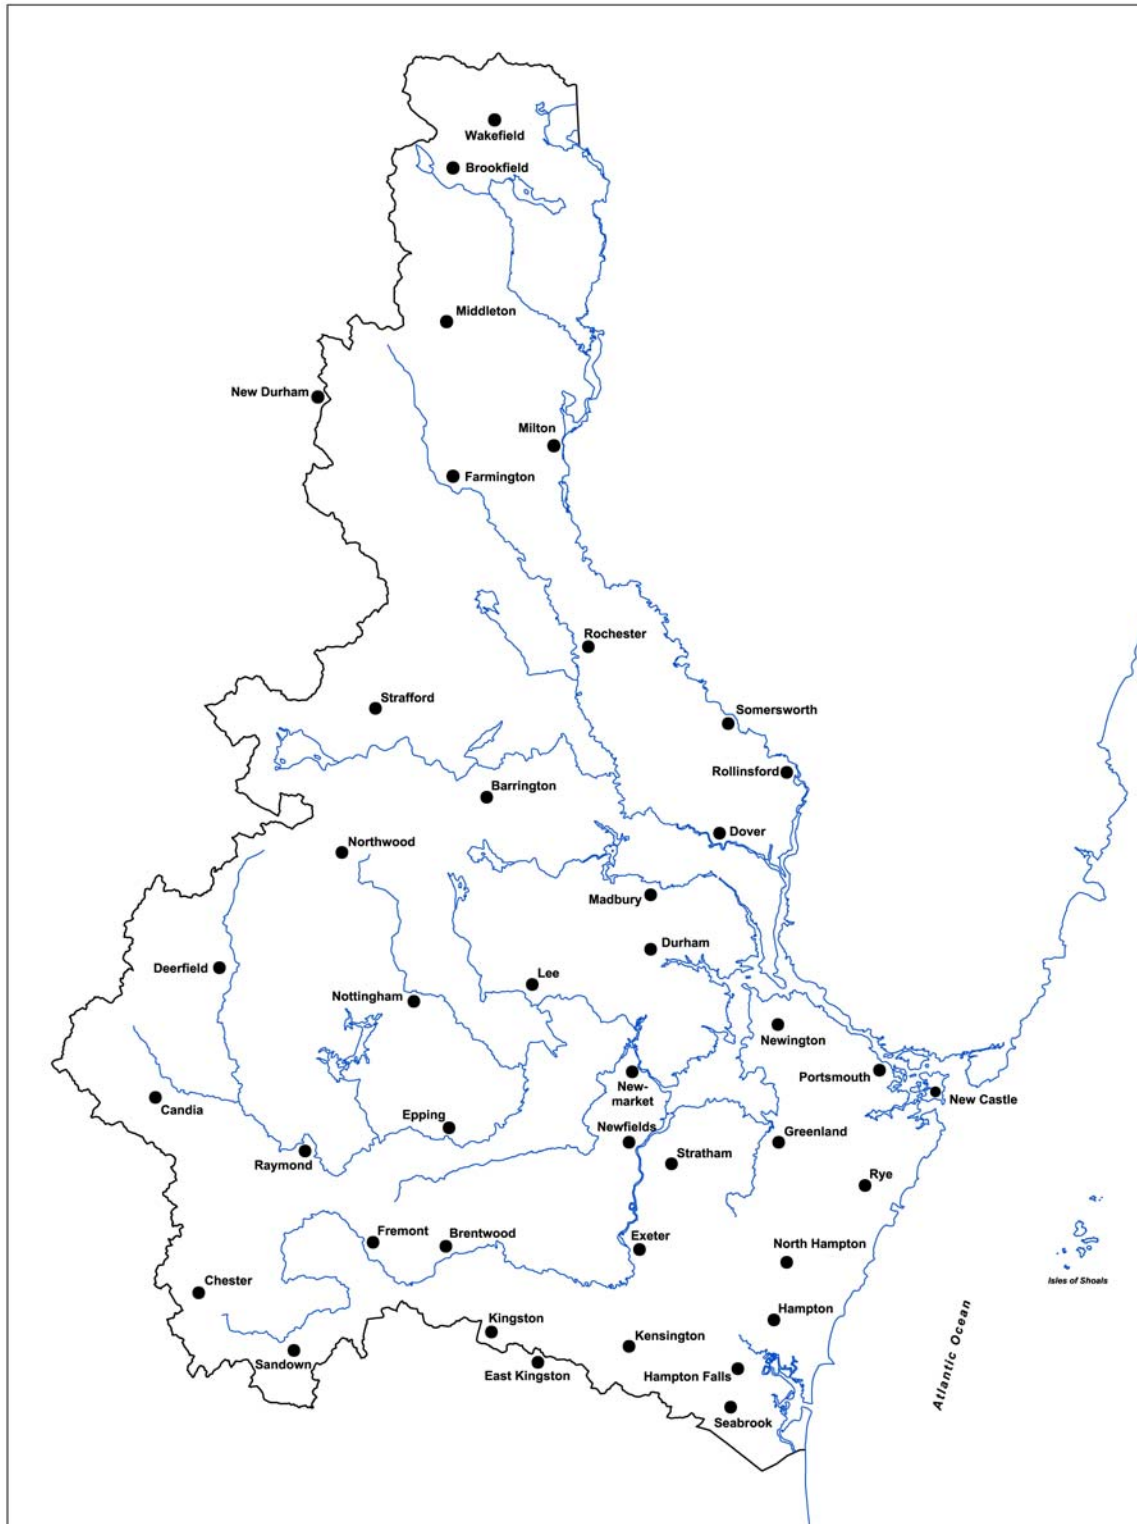 Wakefield
Brookfield
Middleton
New Durham
Milton
Farmington
Rochester
Strafford
Somersworth
Rollinsford
Barrington
Dover
Northwood
Madbury
Durham
Deerfield
Lee
Nottingham
Newington
Portsmouth
New-
market
New Castle
Candia
Epping
Newfields
Greenland
Raymond
Stratham
Rye
Fremont
Brentwood
Exeter
North Hampton
Isles of Shoals
Chester
Hampton
Atlantic Ocean
Kingston
Kensington
Sandown
East Kingston
Hampton Falls
Seabrook